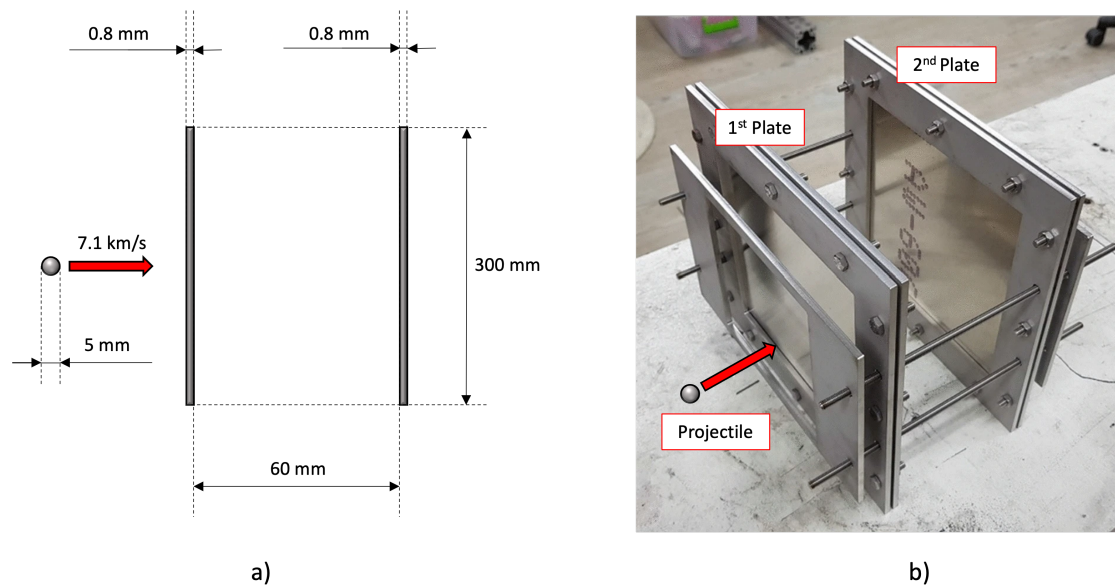 0.8 mm
0.8 mm
7.1 km/s
5 mm
300 mm
60 mm
a)
1st Plate
2nd Plate
Projectile
b)